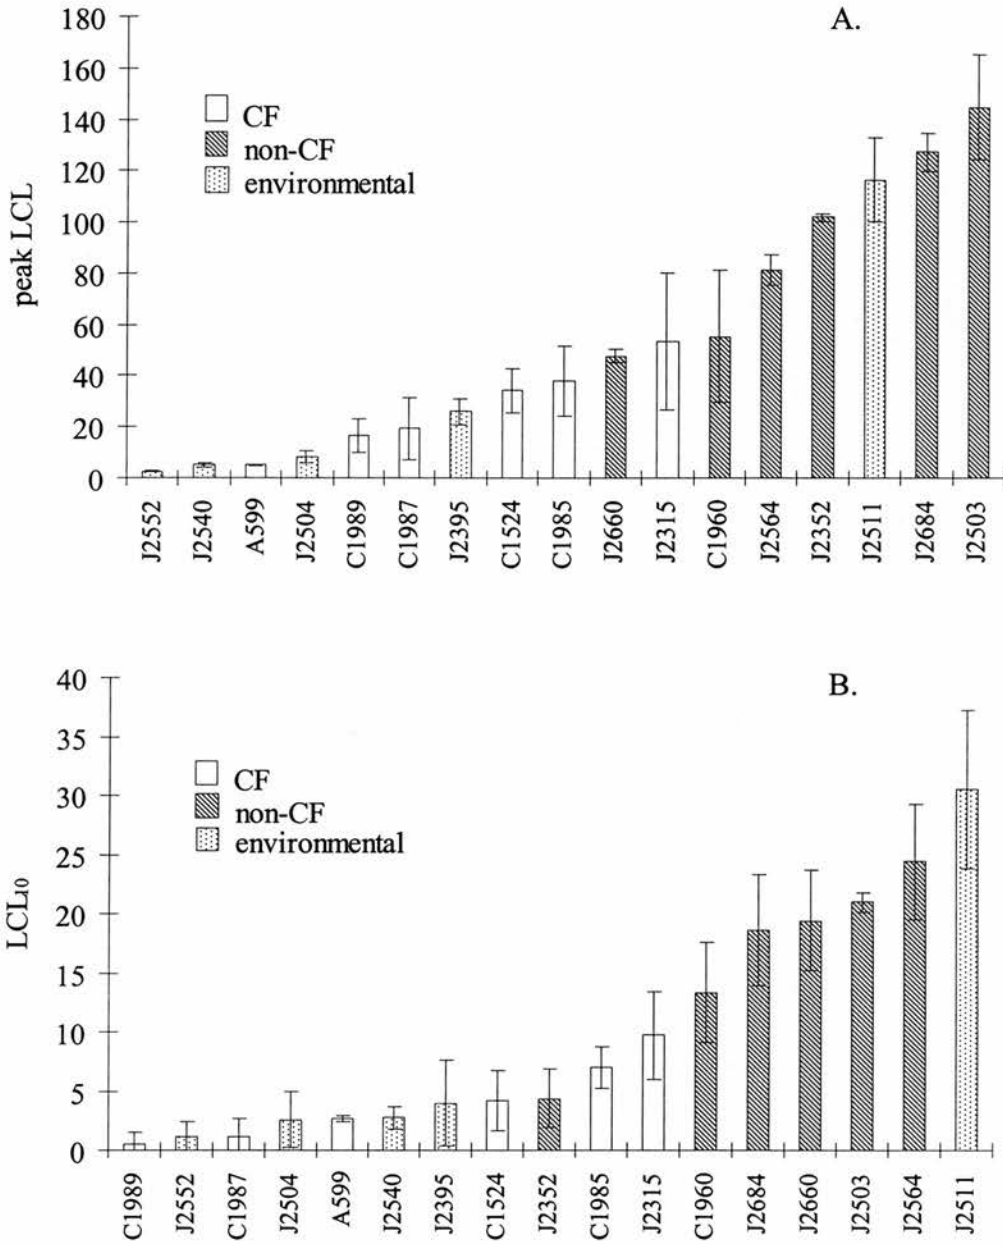 A.
180
160
140
120
100
80
60
40
20
0
peak LCL
CF
non-CF
environmental
J2552
J2540
A599
J2504
C1989
C1987
J2395
C1524
C1985
J2660
J2315
C1960
J2564
J2352
J2511
J2684
J2503
B.
40
35
30
25
20
15
10
5
0
LCL10
CF
non-CF
environmental
C1989
J2552
C1987
J2504
A599
J2540
J2395
C1524
J2352
C1985
J2315
C1960
J2684
J2660
J2503
J2564
J2511